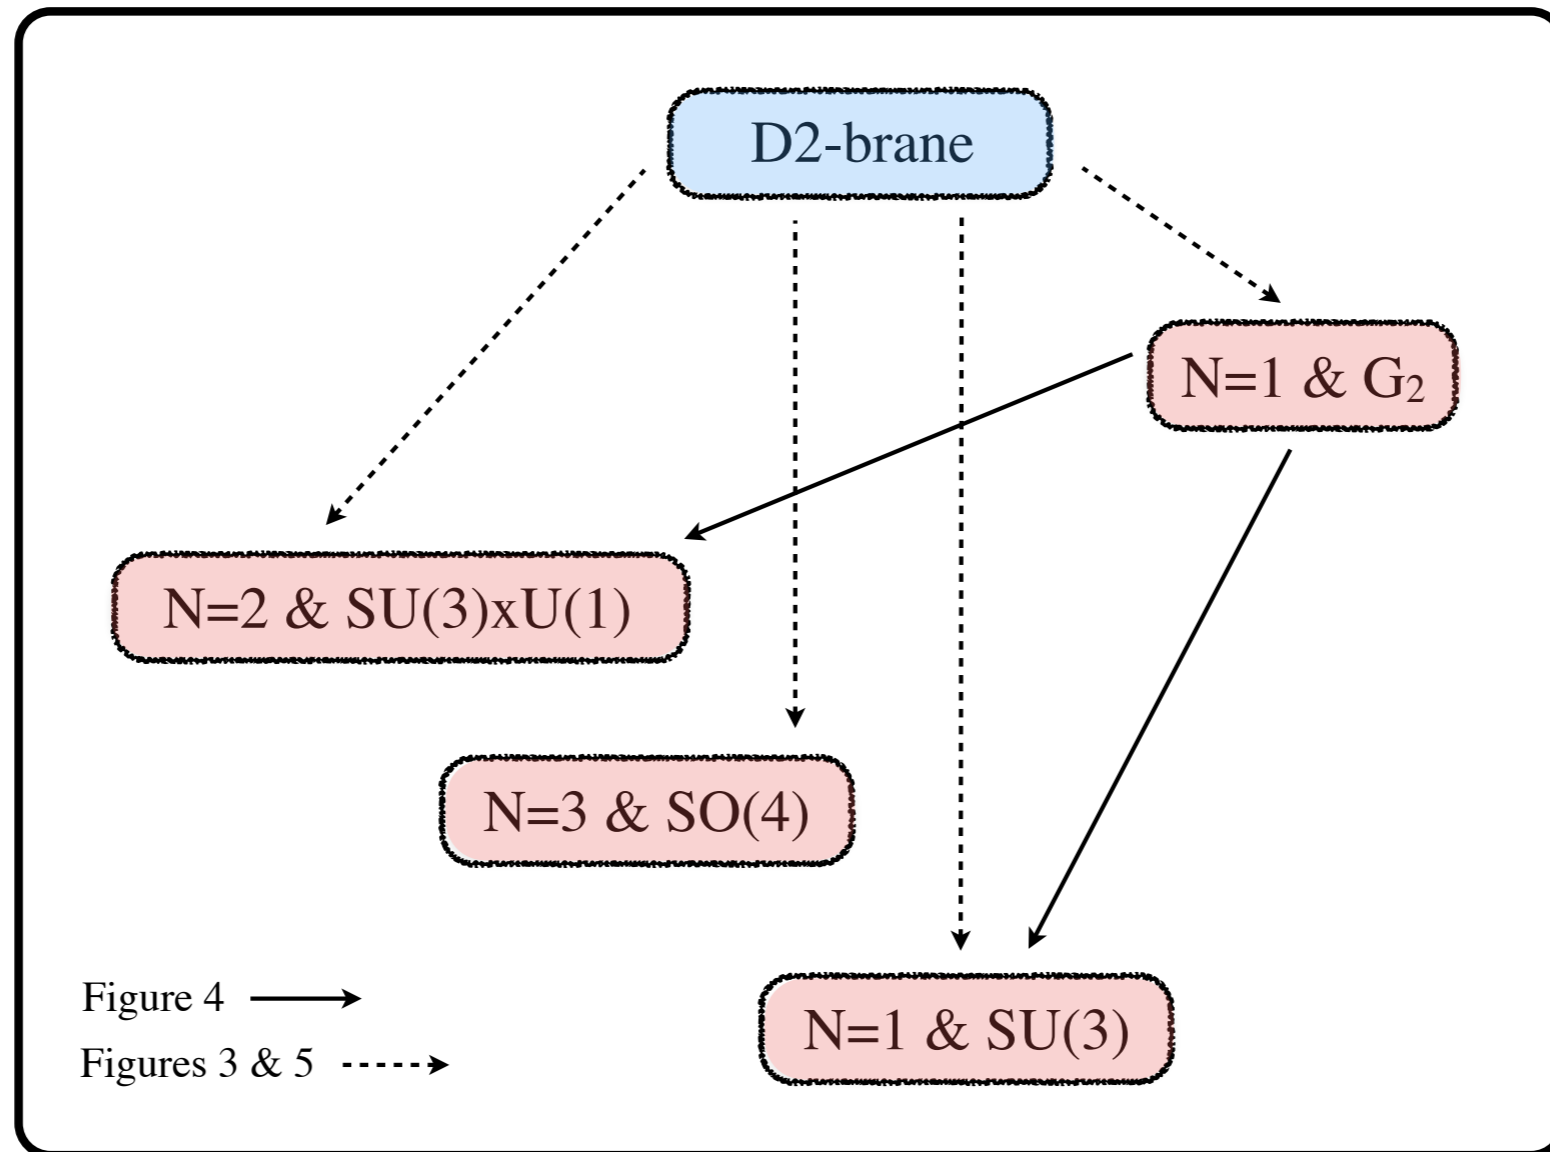 D2-brane
N=1 & G₂
N=2 & SU(3)xU(1)
N=3 & SO(4)
Figure 4
N=1 & SU(3)
Figures 3 & 5